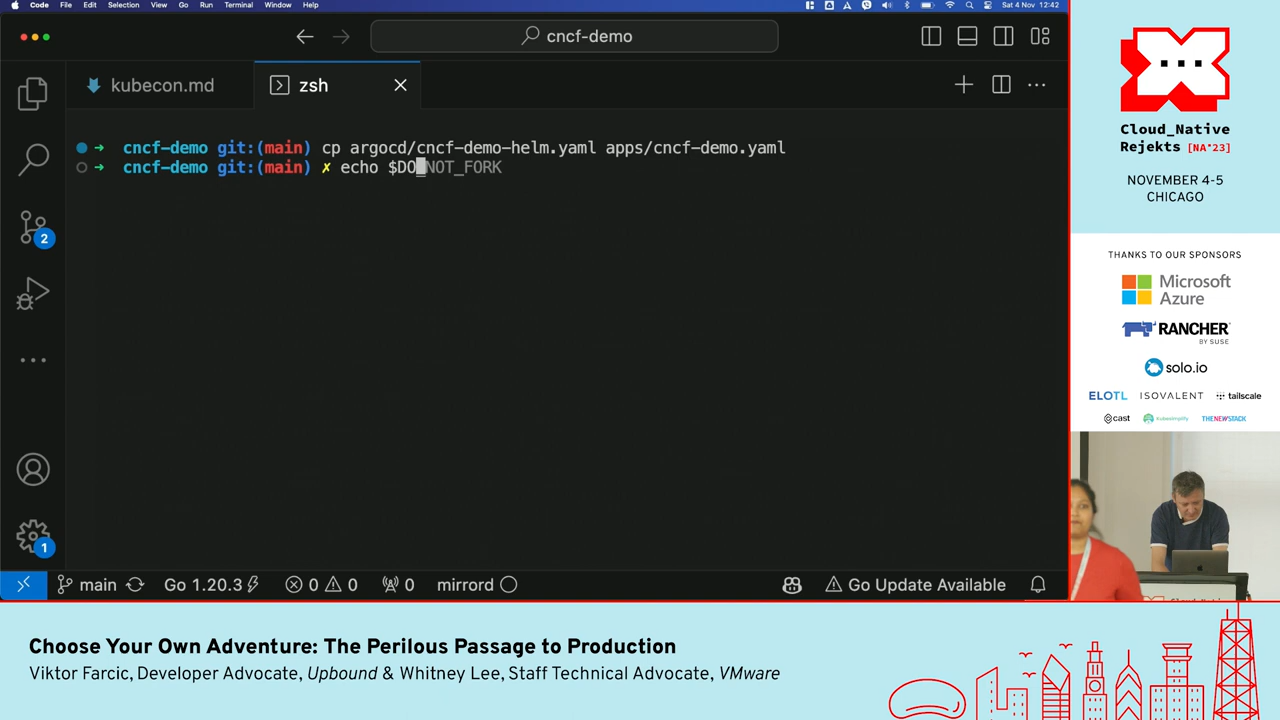 Code File Edit Selection View Go Run Terminal Window Help
Sat 4 Nov 12:42
cncf-demo
kubecon.md
zsh
cncf-demo git:(main) cp argocd/cncf-demo-helm.yaml apps/cncf-demo.yaml
cncf-demo git:(main) ✗ echo $DO NOT_FORK
2
1
main Go 1.20.3 0 0 0 mirrord Go Update Available
Cloud_Native
Rejekts [NA'23]
NOVEMBER 4-5
CHICAGO
THANKS TO OUR SPONSORS
Microsoft
Azure
RANCHER
BY SUSE
solo.io
ELOTL ISOVALENT tailscale
cast Kubesimplify THENEWSTACK
Choose Your Own Adventure: The Perilous Passage to Production
Viktor Farcic, Developer Advocate, Upbound & Whitney Lee, Staff Technical Advocate, VMware